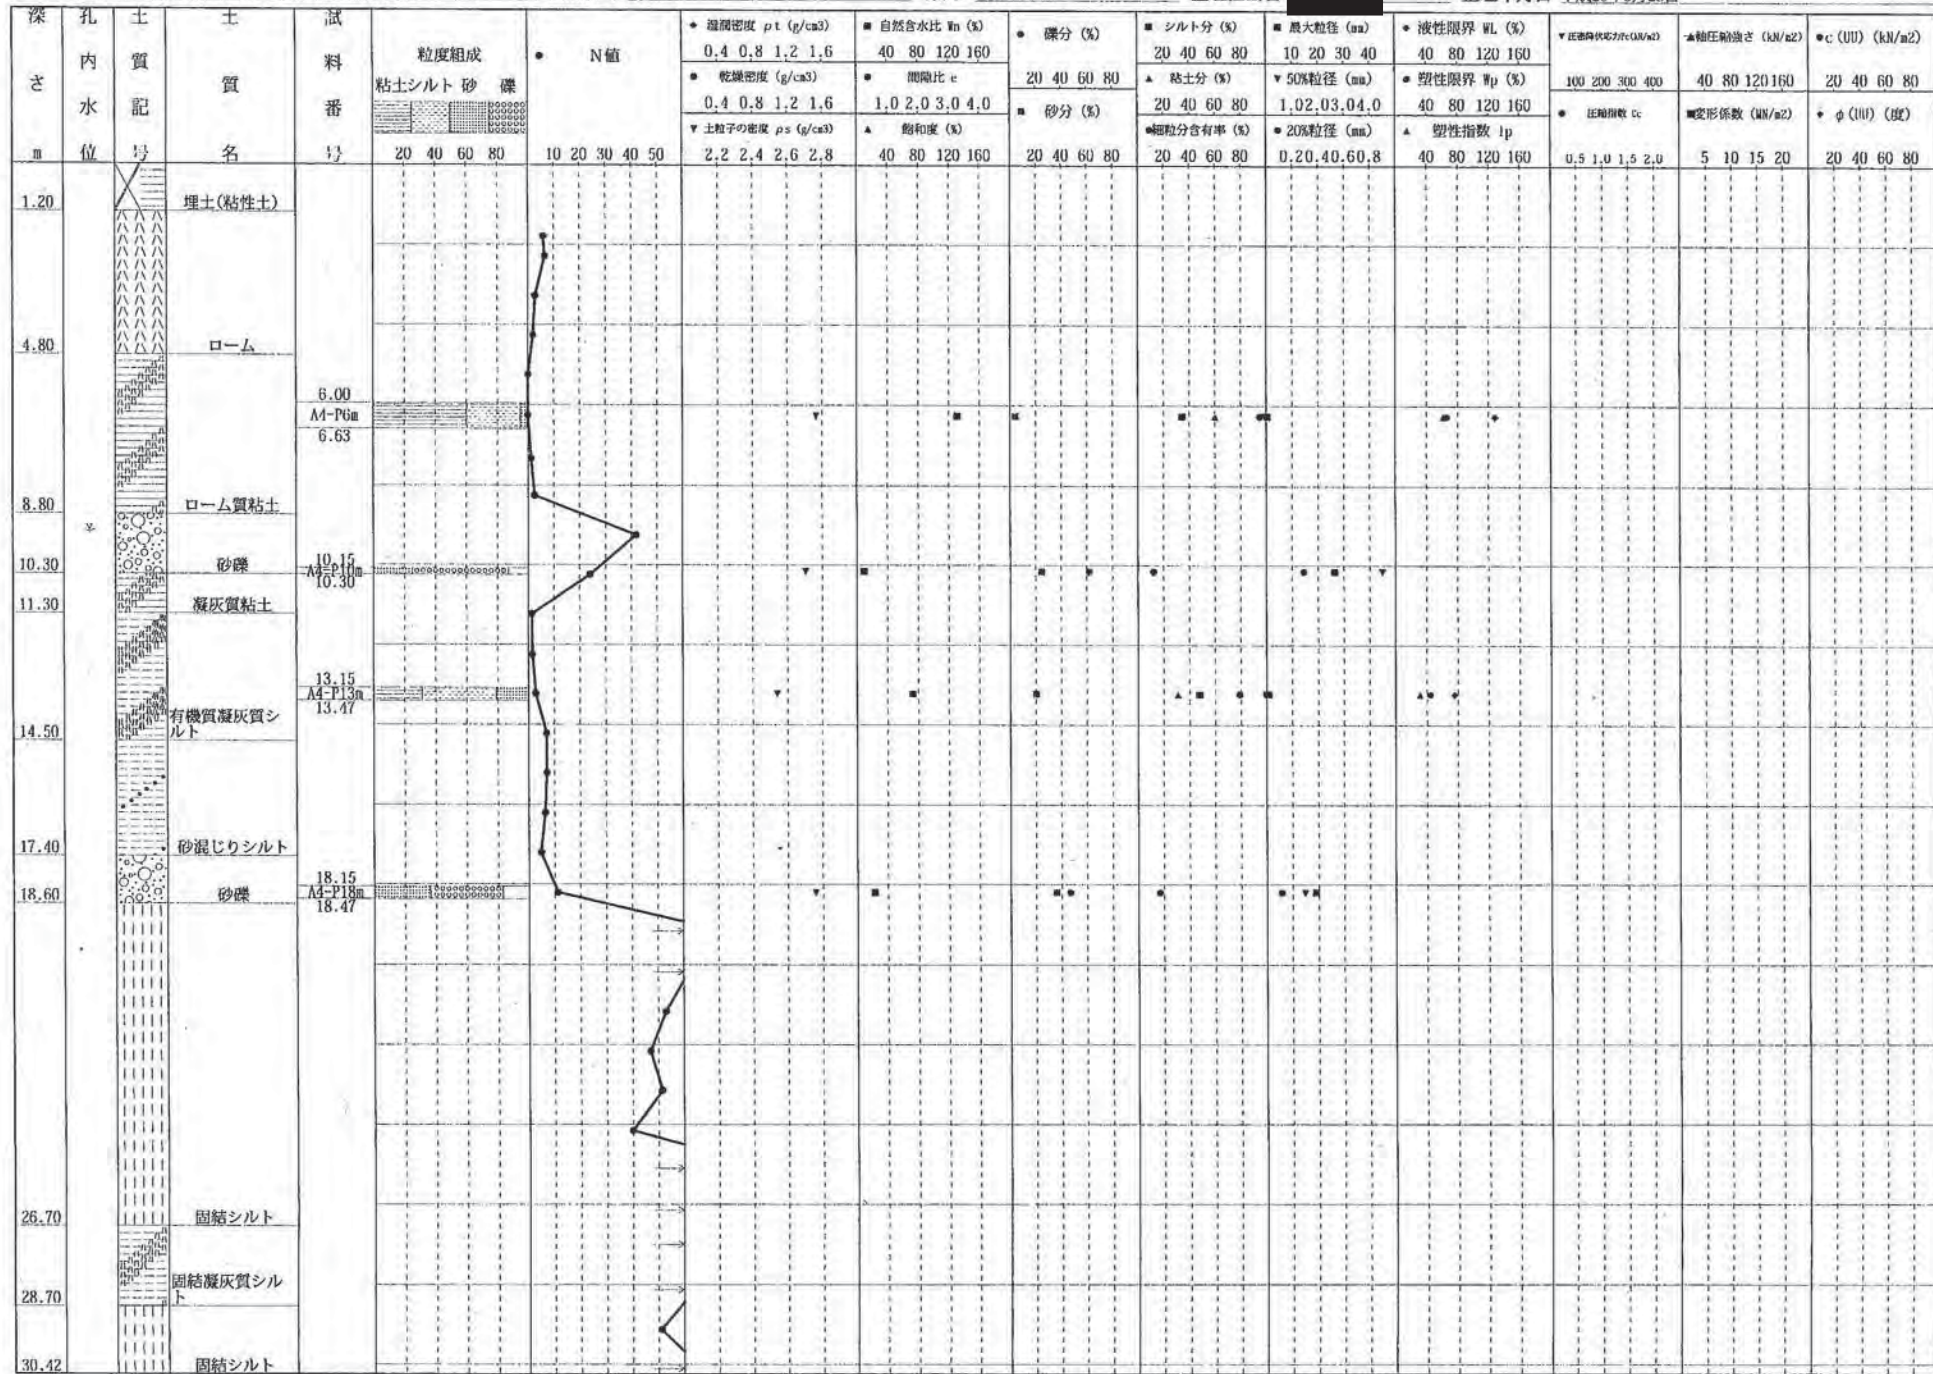 深さ m
孔内水位
土質記号
土質名
試料番号
粒度組成
粘土シルト 砂 礫
20 40 60 80
● N値
10 20 30 40 50
◆ 湿潤密度 ρt (g/cm3)
0.4 0.8 1.2 1.6
● 乾燥密度 (g/cm3)
0.4 0.8 1.2 1.6
▼ 土粒子の密度 ρs (g/cm3)
2.2 2.4 2.6 2.8
■ 自然含水比 Wn (%)
40 80 120 160
● 間隙比 e
1.0 2.0 3.0 4.0
▲ 飽和度 (%)
40 80 120 160
● 礫分 (%)
20 40 60 80
■ 砂分 (%)
20 40 60 80
■ シルト分 (%)
20 40 60 80
▲ 粘土分 (%)
20 40 60 80
●細粒分含有率 (%)
20 40 60 80
■ 最大粒径 (mm)
10 20 30 40
▼ 50%粒径 (mm)
1.02.03.04.0
● 20%粒径 (mm)
0.20.40.60.8
◆ 液性限界 WL (%)
40 80 120 160
● 塑性限界 Wp (%)
40 80 120 160
▲ 塑性指数 Ip
40 80 120 160
▼圧密降伏応力Pc(kN/m2)
100 200 300 400
● 圧縮指数 Cc
0.5 1.0 1.5 2.0
▲一軸圧縮強さ (kN/m2)
40 80 120160
■変形係数 (MN/m2)
5 10 15 20
●c (UU) (kN/m2)
20 40 60 80
◆ φ (UU) (度)
20 40 60 80
1.20 埋土(粘性土)
4.80 ローム
6.00
A4-P6m
6.63
8.80 ローム質粘土
10.15
10.30 砂礫 A4-P10m
10.30
11.30 凝灰質粘土
13.15
A4-P13m
13.47
有機質凝灰質シ
14.50 ルト
17.40 砂混じりシルト
18.15
18.60 砂礫 A4-P18m
18.47
26.70 固結シルト
固結凝灰質シル
28.70 ト
30.42 固結シルト